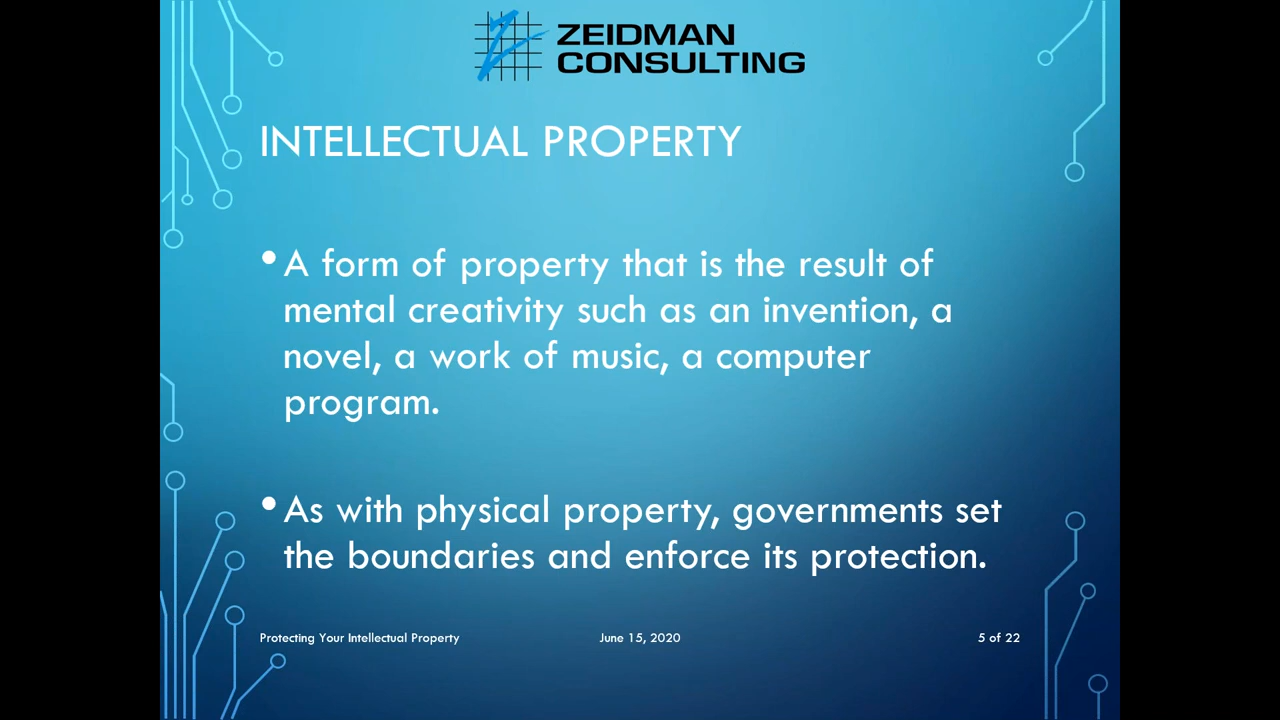 ZEIDMAN
CONSULTING
INTELLECTUAL PROPERTY
• A form of property that is the result of
mental creativity such as an invention, a
novel, a work of music, a computer
program.
• As with physical property, governments set
the boundaries and enforce its protection.
Protecting Your Intellectual Property June 15, 2020 5 of 22